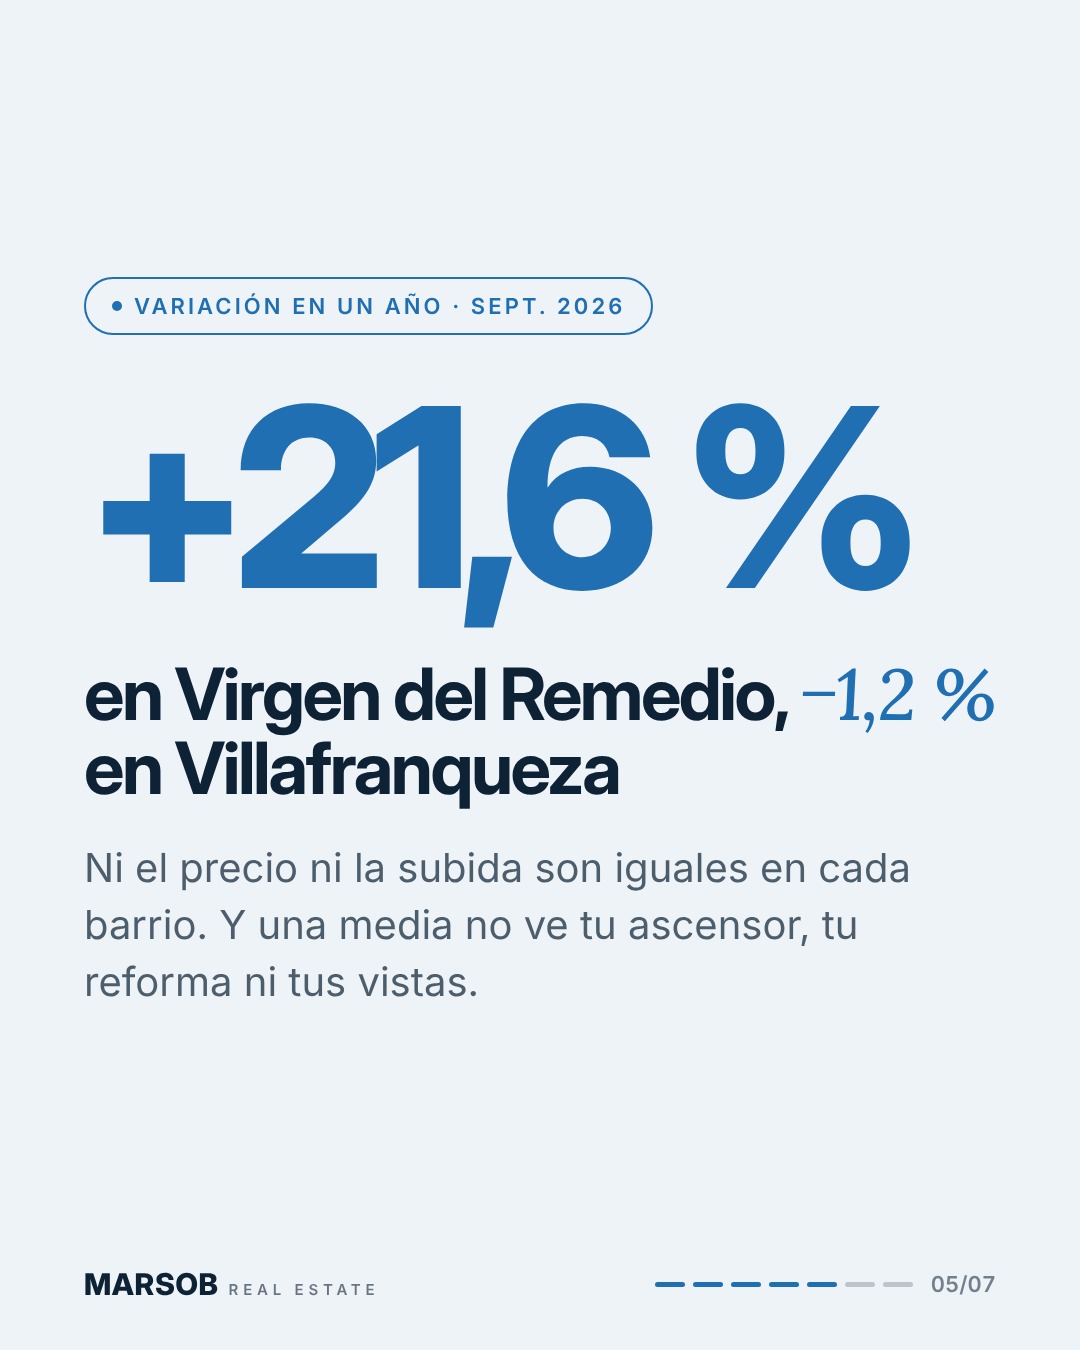 • VARIACIÓN EN UN AÑO · SEPT. 2026
+21,6 %
en Virgen del Remedio, −1,2 %
en Villafranqueza
Ni el precio ni la subida son iguales en cada
barrio. Y una media no ve tu ascensor, tu
reforma ni tus vistas.
MARSOB REAL ESTATE
05/07